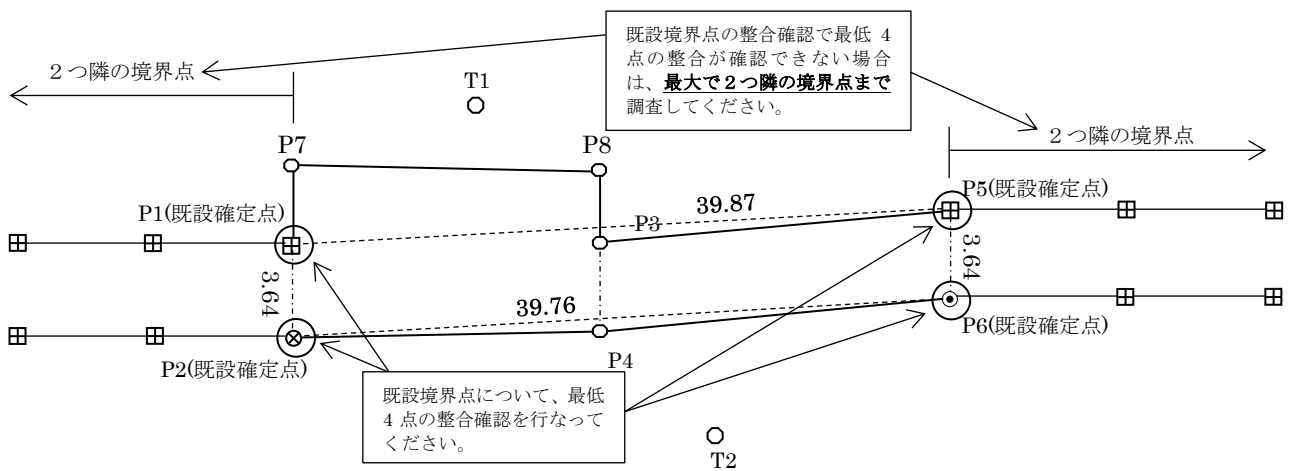 既設境界点の整合確認で最低 4
点の整合が確認できない場合
は、最大で２つ隣の境界点まで
調査してください。
２つ隣の境界点
T1
２つ隣の境界点
P7
P8
P5(既設確定点)
P1(既設確定点)
39.87
P3
3.64
3.64
39.76
P6(既設確定点)
P2(既設確定点)
P4
既設境界点について、最低
4 点の整合確認を行なって
ください。
T2